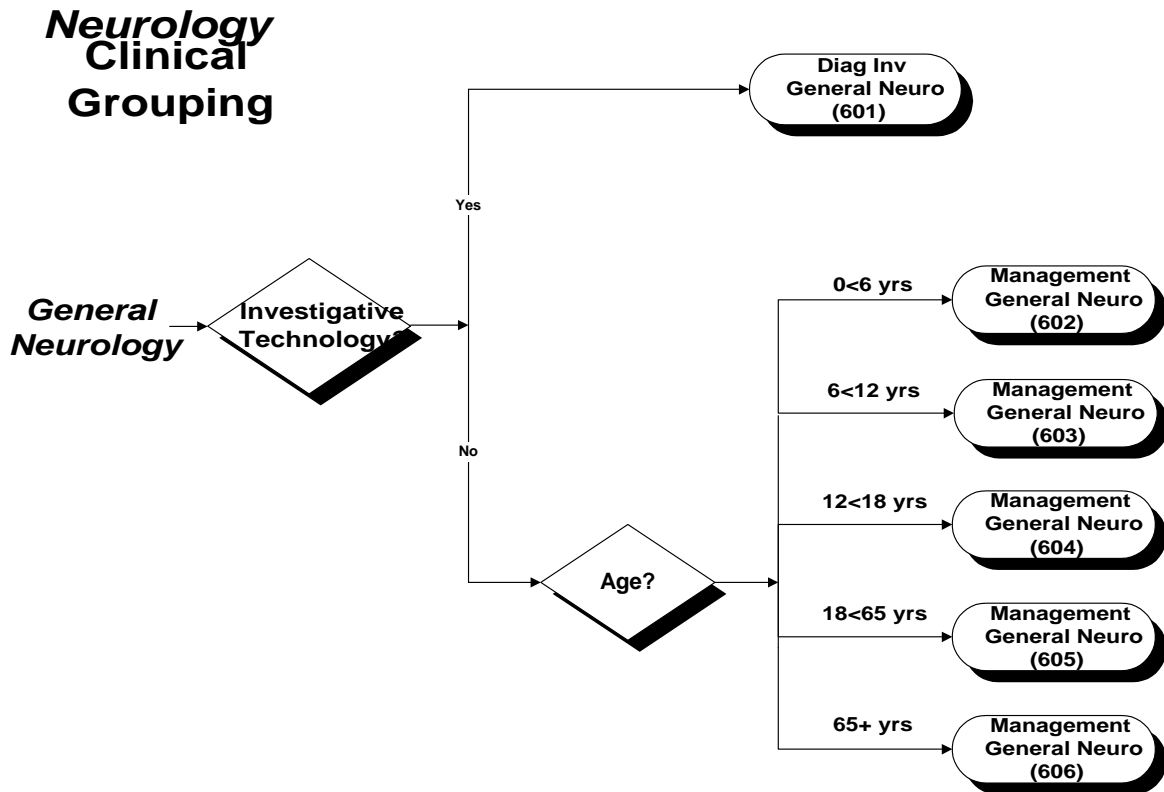 Neurology
Clinical
Grouping
Diag Inv
General Neuro
(601)
Yes
General
Neurology
Investigative
Technology?
No
Age?
0<6 yrs
Management
General Neuro
(602)
6<12 yrs
Management
General Neuro
(603)
12<18 yrs
Management
General Neuro
(604)
18<65 yrs
Management
General Neuro
(605)
65+ yrs
Management
General Neuro
(606)